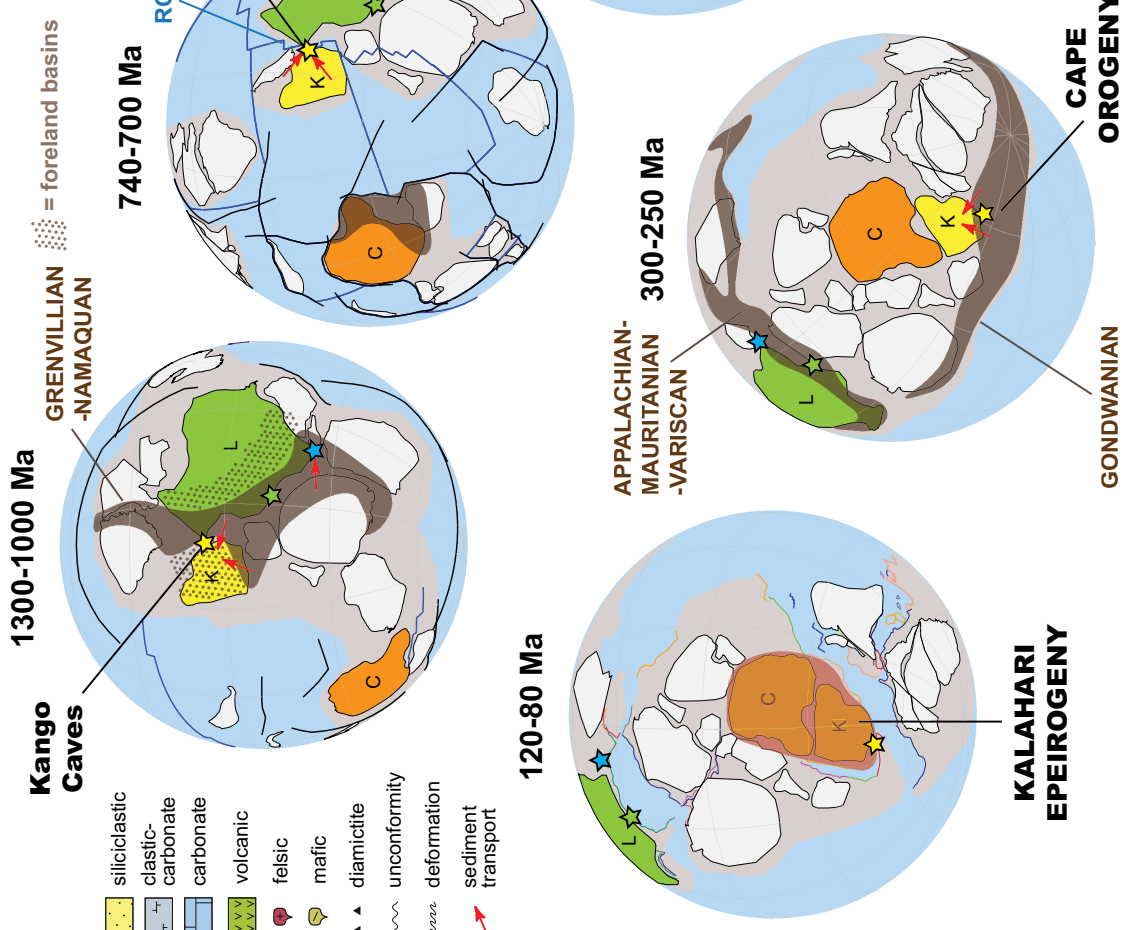 Kango
Caves
1300-1000 Ma
GRENVILLIAN
-NAMAQUAN
= foreland basins
740-700 Ma
K
C
L
K
C
siliciclastic
clastic-
carbonate
carbonate
volcanic
felsic
mafic
diamictite
unconformity
deformation
sediment
transport
120-80 Ma
L
C
K
KALAHARI
EPEIROGENY
APPALACHIAN-
MAURITANIAN
-VARISCAN
300-250 Ma
L
C
K
GONDWANIAN
CAPE
OROGENY